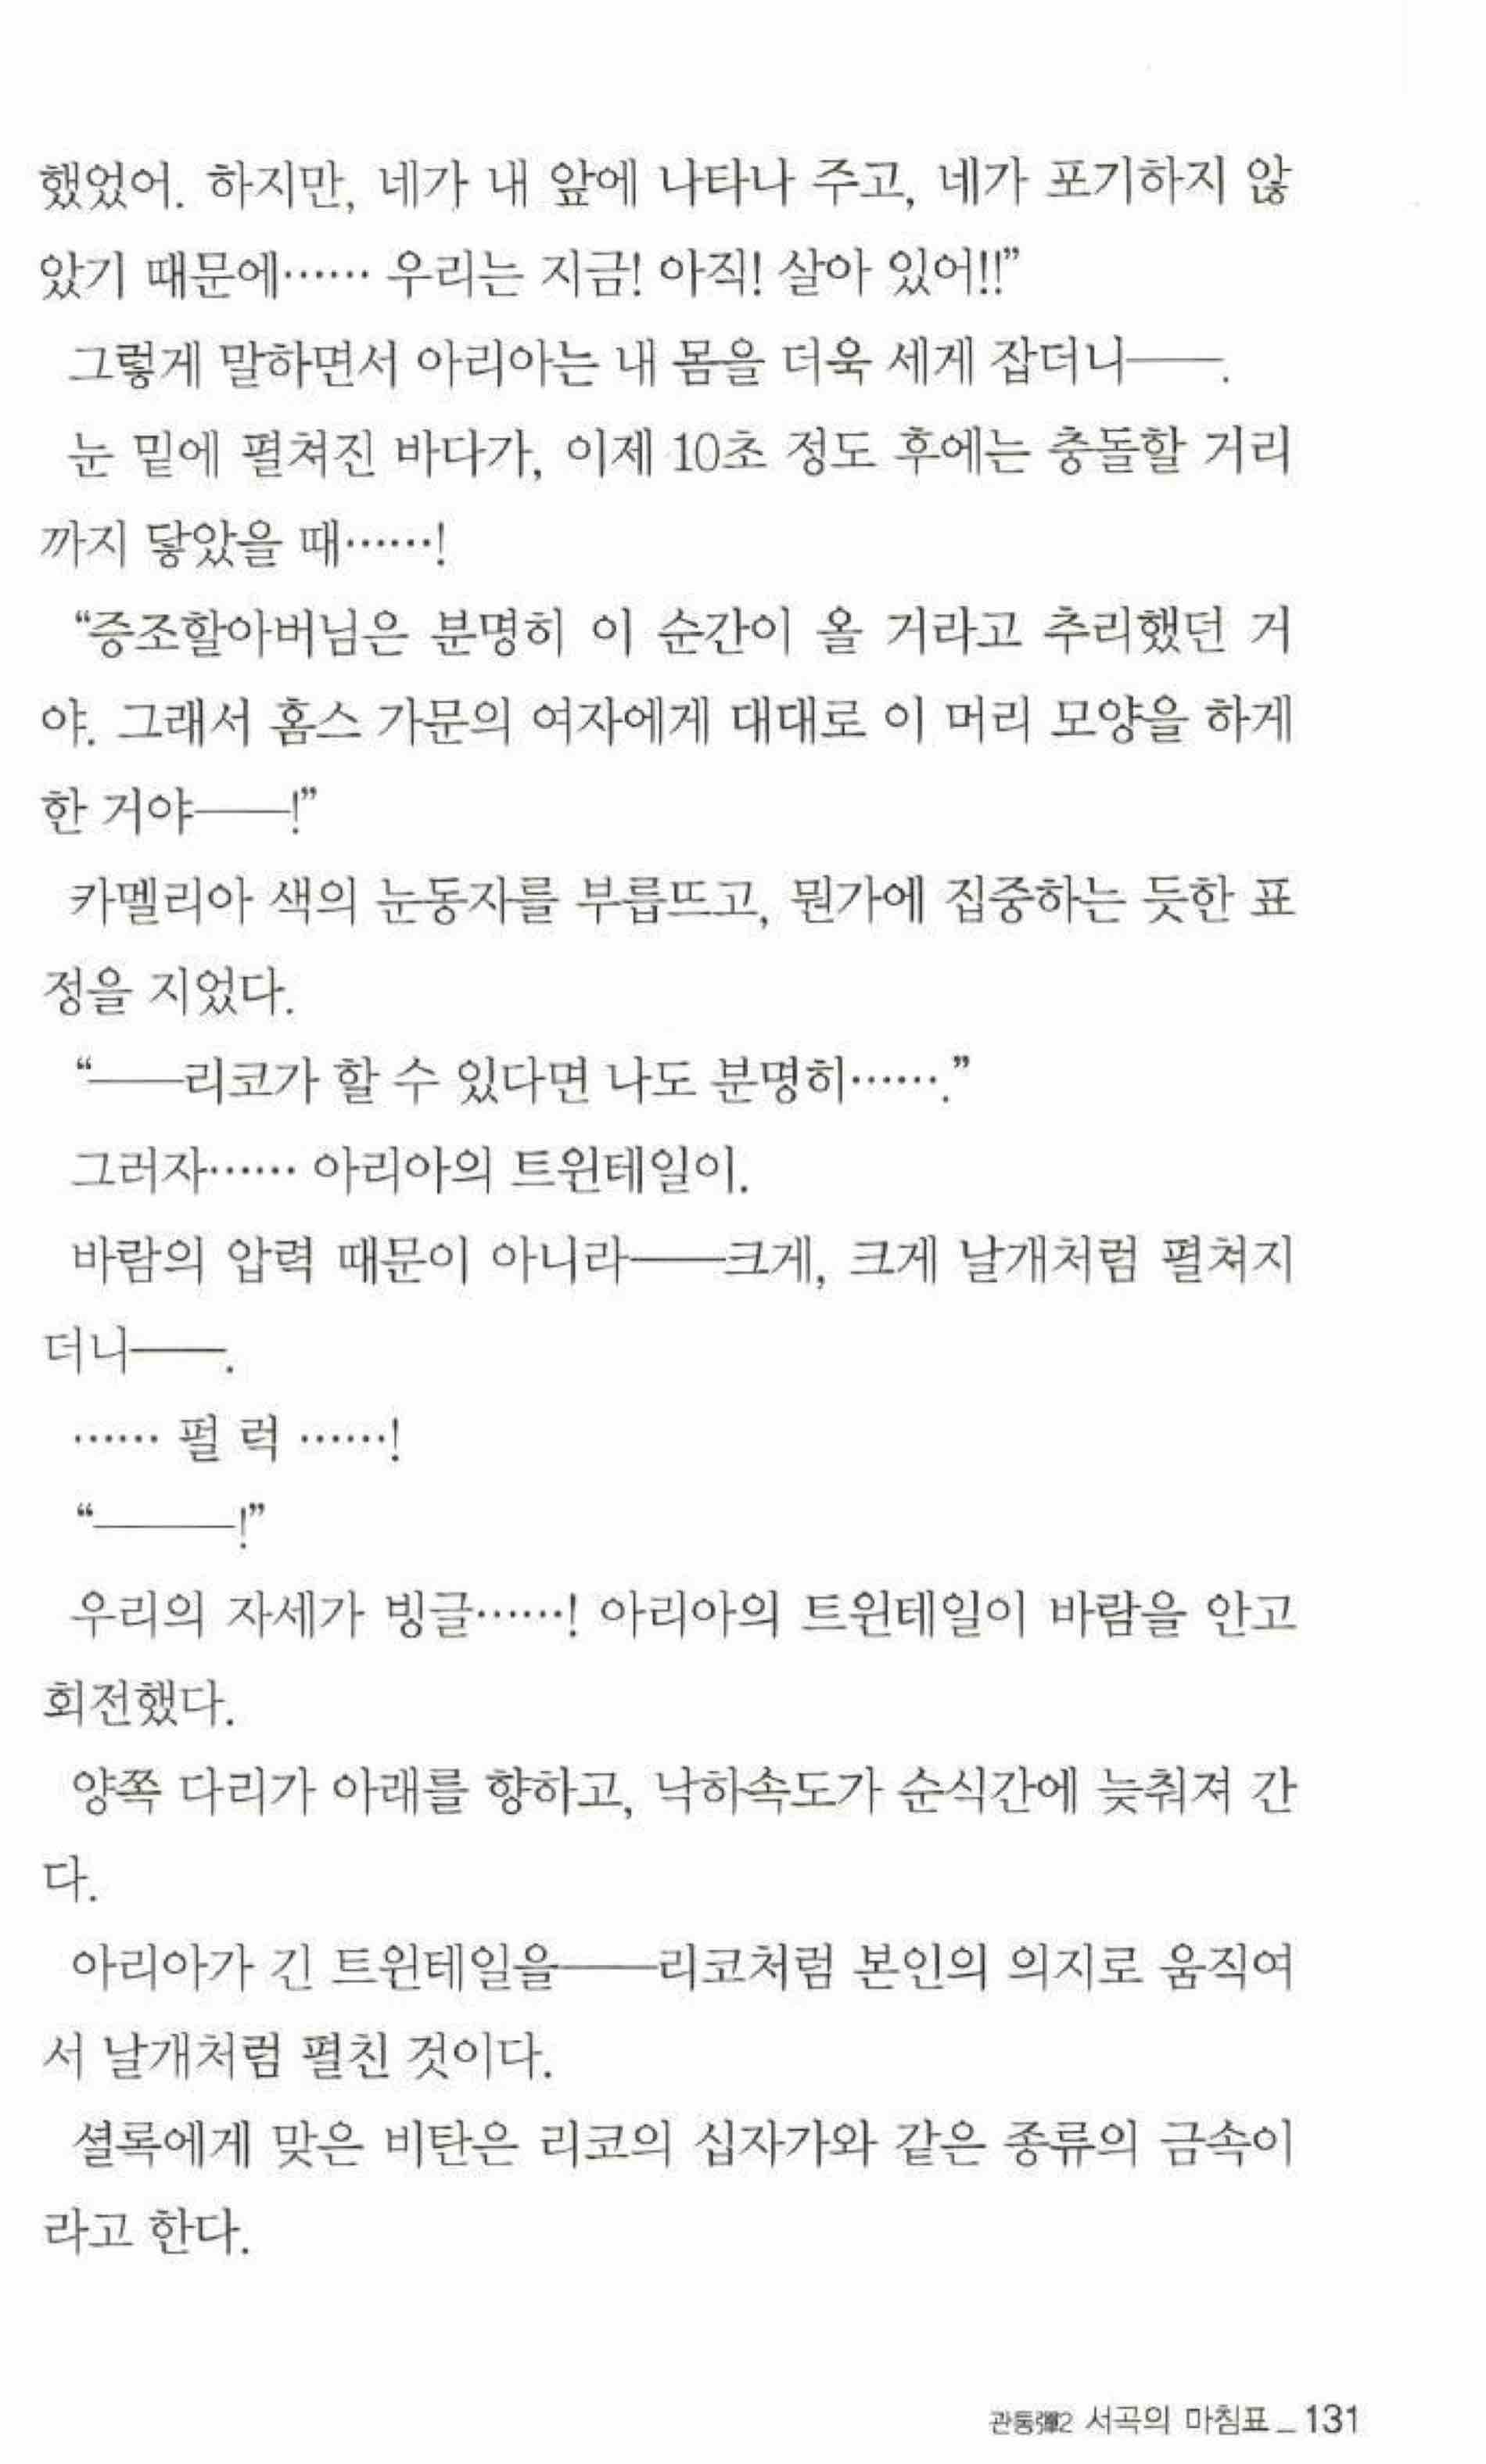 했었어. 하지만, 네가 내 앞에 나타나 주고, 네가 포기하지 않
았기 때문에…… 우리는 지금! 아직! 살아 있어!!”
그렇게 말하면서 아리아는 내 몸을 더욱 세게 잡더니──.
눈 밑에 펼쳐진 바다가, 이제 10초 정도 후에는 충돌할 거리
까지 닿았을 때……!
“증조할아버님은 분명히 이 순간이 올 거라고 추리했던 거
야. 그래서 홈스 가문의 여자에게 대대로 이 머리 모양을 하게
한 거야──!”
카멜리아 색의 눈동자를 부릅뜨고, 뭔가에 집중하는 듯한 표
정을 지었다.
“──리코가 할 수 있다면 나도 분명히…….”
그러자…… 아리아의 트윈테일이.
바람의 압력 때문이 아니라──크게, 크게 날개처럼 펼쳐지
더니──.
…… 펄 럭 ……!
“───!”
우리의 자세가 빙글……! 아리아의 트윈테일이 바람을 안고
회전했다.
양쪽 다리가 아래를 향하고, 낙하속도가 순식간에 늦춰져 간
다.
아리아가 긴 트윈테일을──리코처럼 본인의 의지로 움직여
서 날개처럼 펼친 것이다.
셜록에게 맞은 비탄은 리코의 십자가와 같은 종류의 금속이
라고 한다.
관통彈2 서곡의 마침표 _ 131